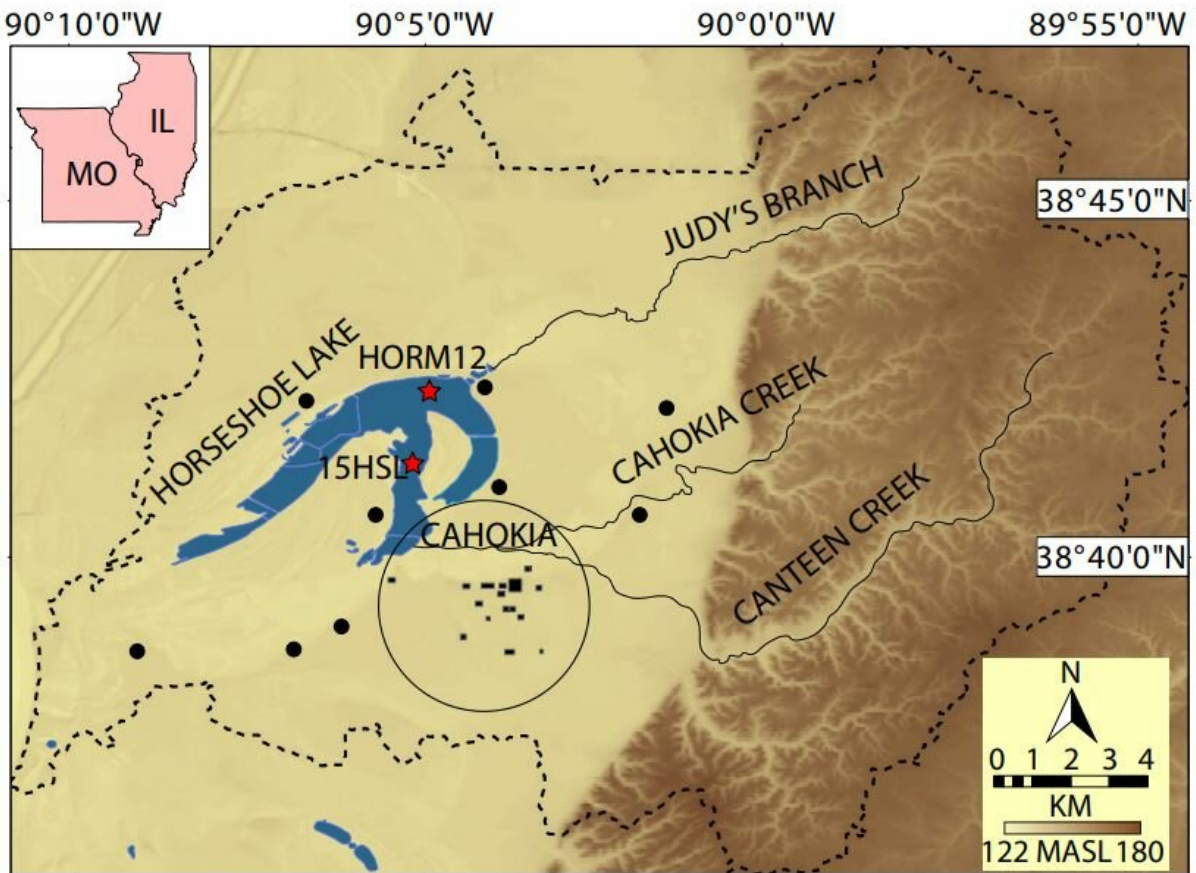 90°10'0"W 90°5'0"W 90°0'0"W 89°55'0"W
IL
MO
JUDY'S BRANCH
38°45'0"N
HORSESHOE LAKE
HORM12
CAHOKIA CREEK
15HSL
CANTEEN CREEK
CAHOKIA
38°40'0"N
N
0 1 2 3 4
KM
122 MASL 180